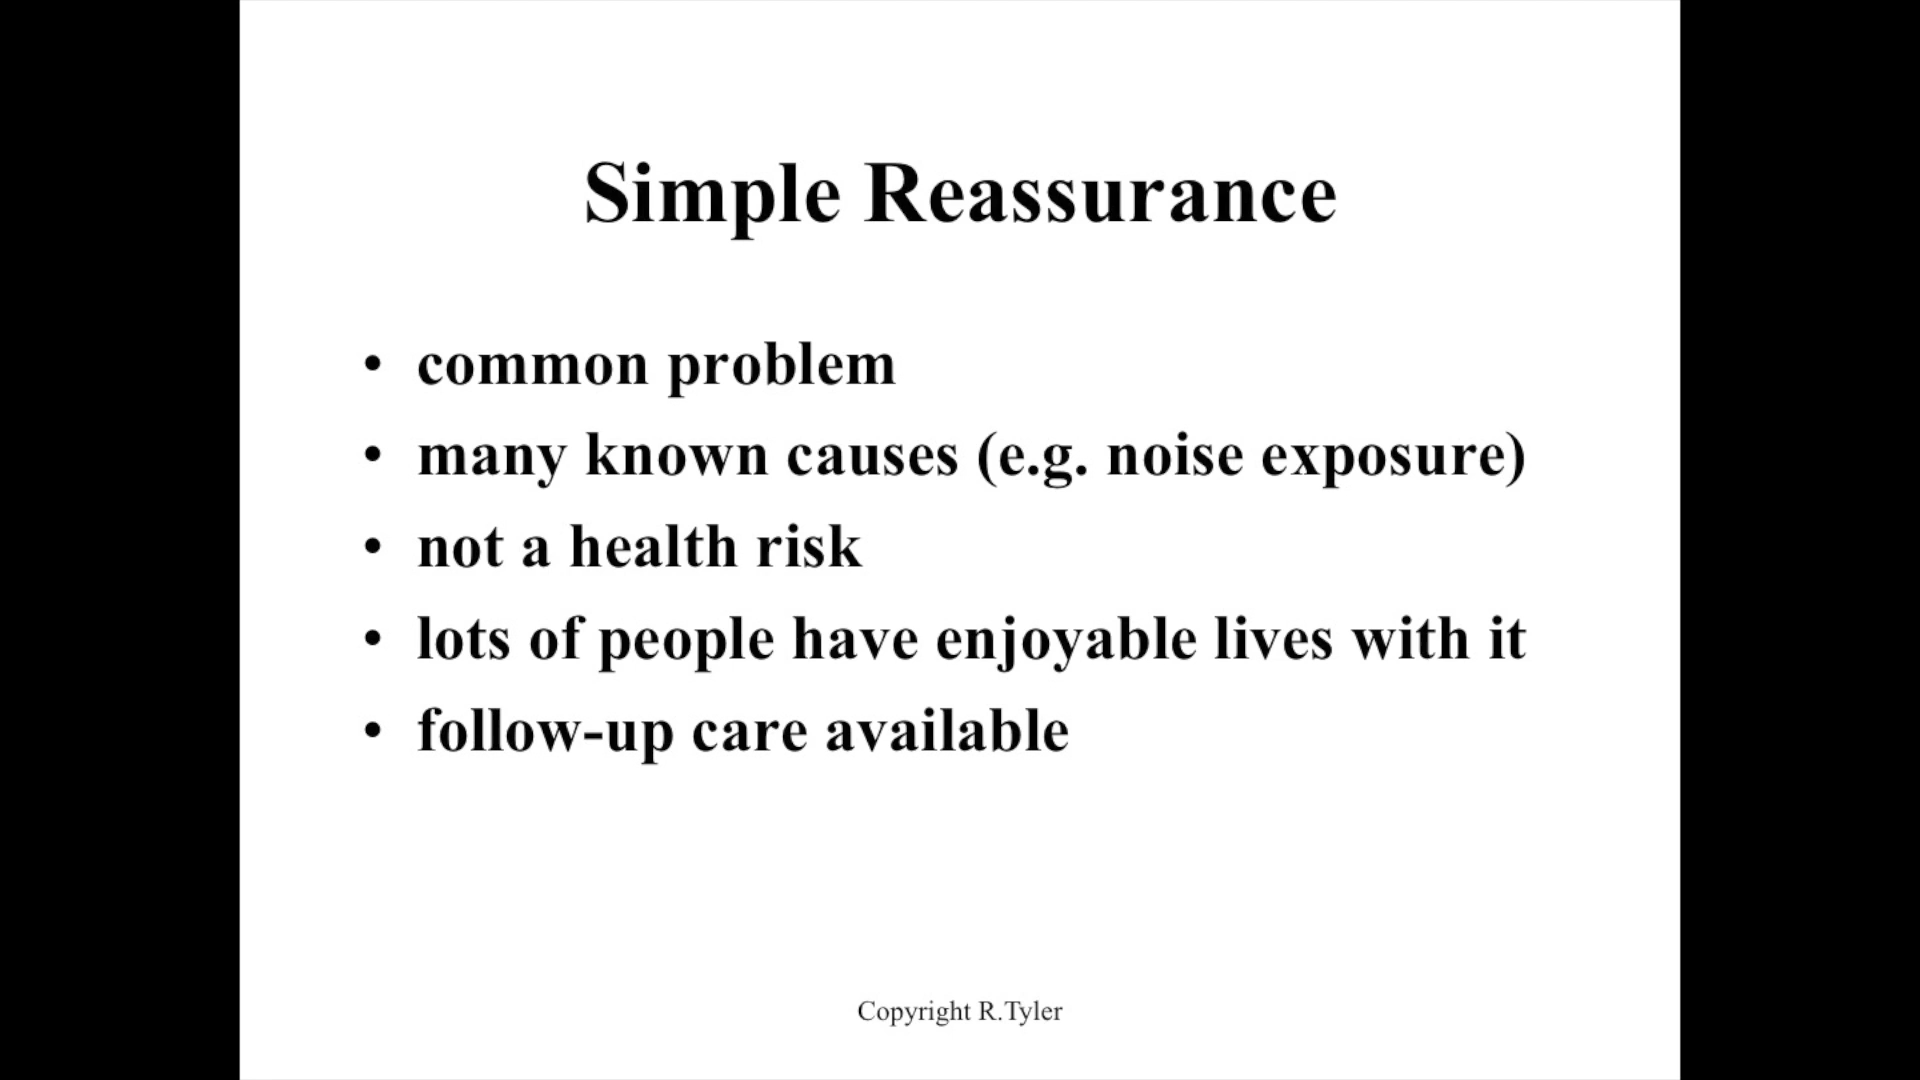 Simple Reassurance
• common problem
• many known causes (e.g. noise exposure)
• not a health risk
• lots of people have enjoyable lives with it
• follow-up care available
Copyright R.Tyler